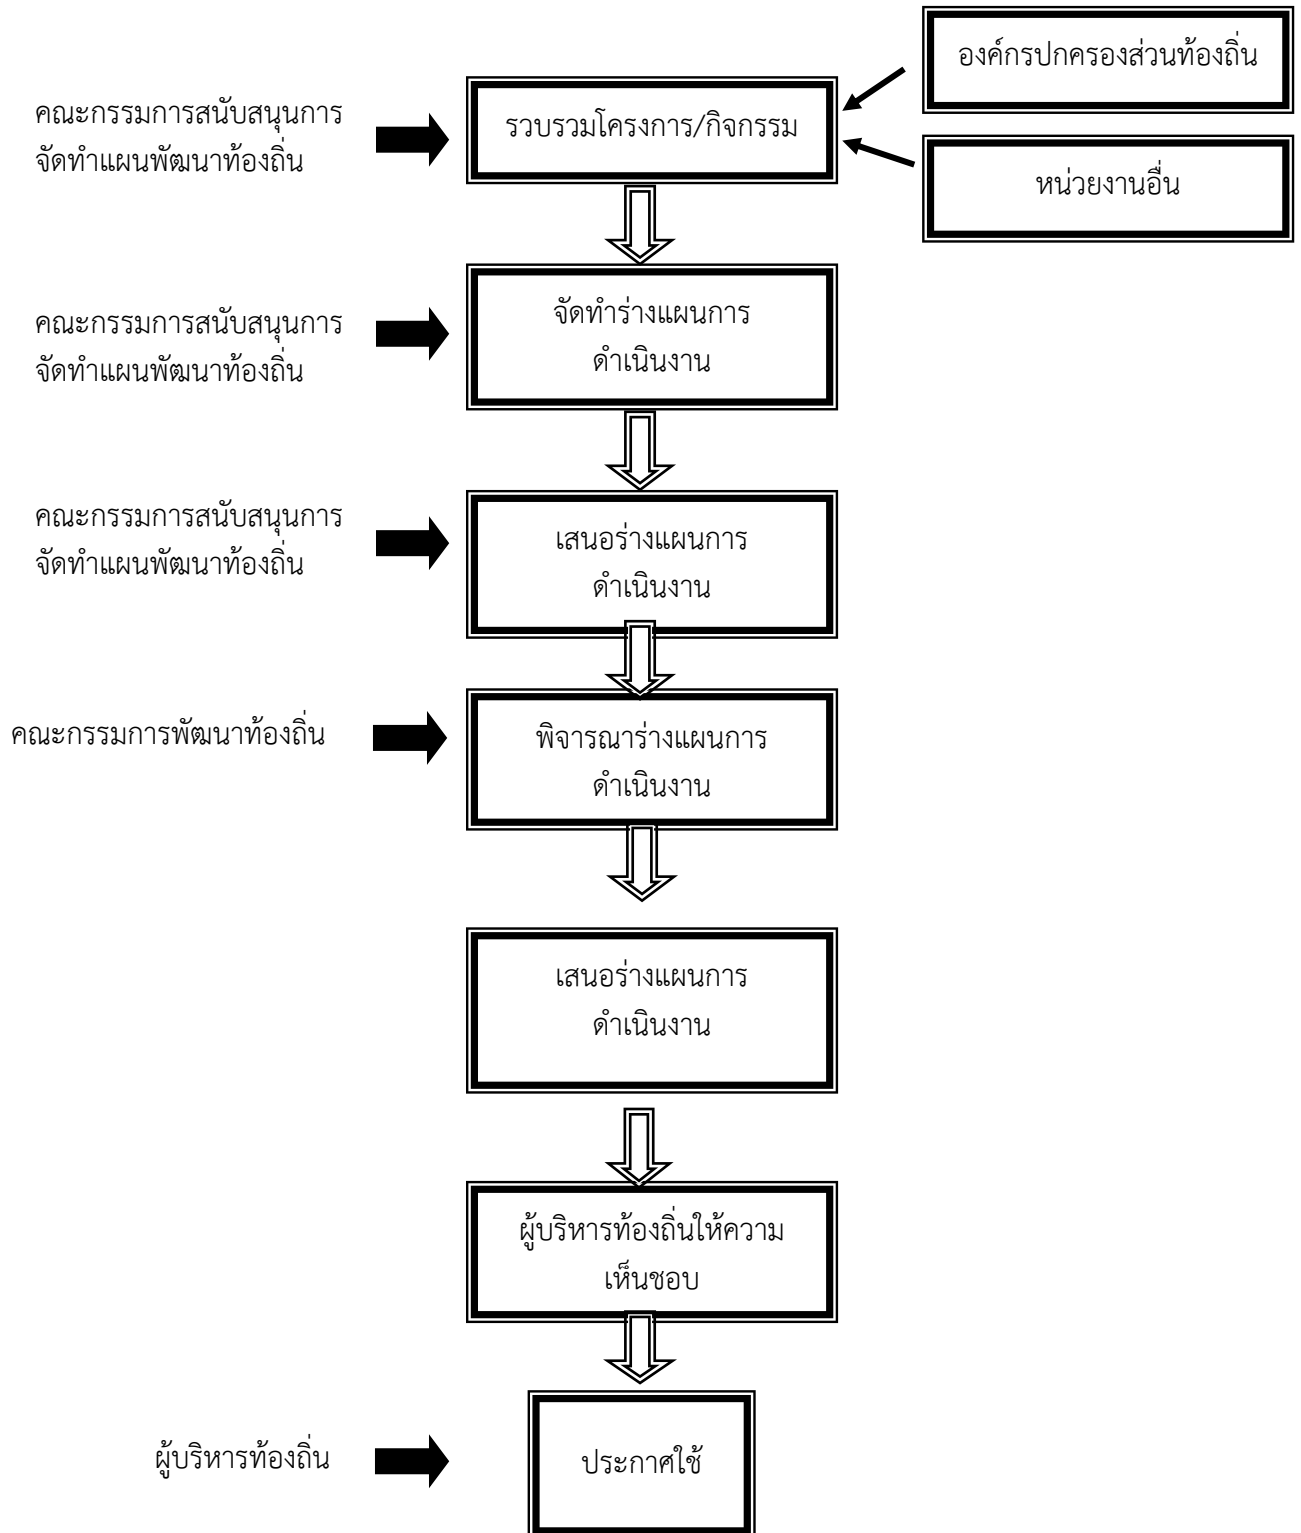 องค์กรปกครองส่วนท้องถิ่น
คณะกรรมการสนับสนุนการ
จัดทำแผนพัฒนาท้องถิ่น
รวบรวมโครงการ/กิจกรรม
หน่วยงานอื่น
คณะกรรมการสนับสนุนการ
จัดทำแผนพัฒนาท้องถิ่น
จัดทำร่างแผนการ
ดำเนินงาน
คณะกรรมการสนับสนุนการ
จัดทำแผนพัฒนาท้องถิ่น
เสนอร่างแผนการ
ดำเนินงาน
คณะกรรมการพัฒนาท้องถิ่น
พิจารณาร่างแผนการ
ดำเนินงาน
เสนอร่างแผนการ
ดำเนินงาน
ผู้บริหารท้องถิ่นให้ความ
เห็นชอบ
ผู้บริหารท้องถิ่น
ประกาศใช้